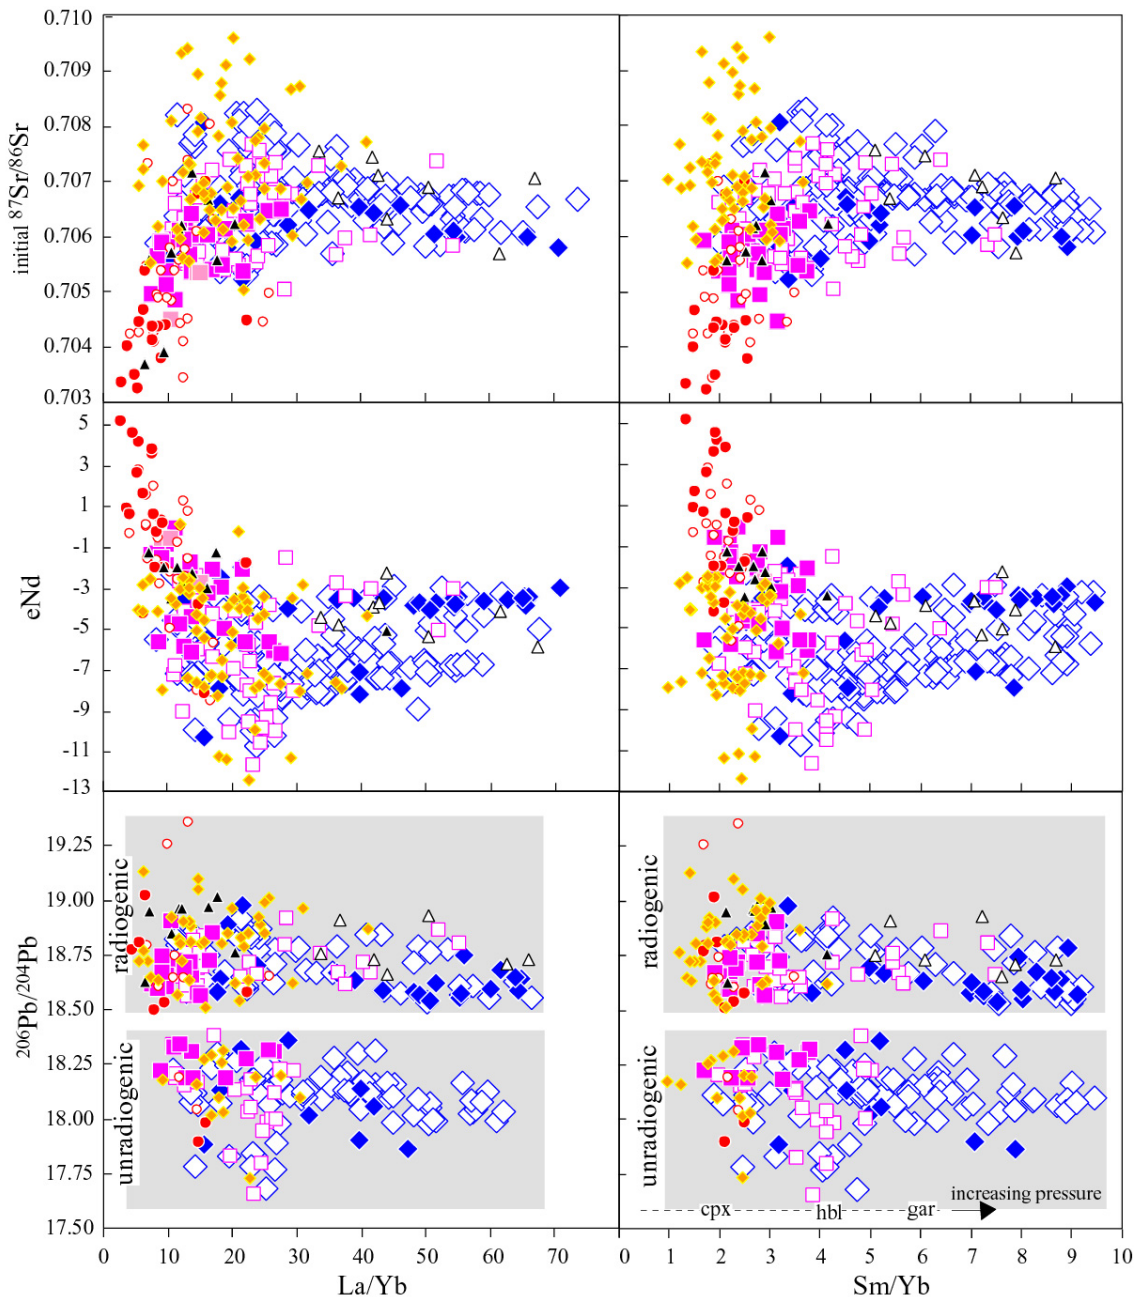 0.710
0.709
0.708
0.707
0.706
0.705
0.704
0.703
initial ⁸⁷Sr/⁸⁶Sr
5
3
1
-1
-3
-5
-7
-9
-11
-13
eNd
19.25
19.00
18.75
18.50
18.25
18.00
17.75
17.50
²⁰⁶Pb/²⁰⁴Pb
radiogenic
unradiogenic
radiogenic
unradiogenic
increasing pressure
cpx hbl gar
0 10 20 30 40 50 60 70
La/Yb
0 1 2 3 4 5 6 7 8 9 10
Sm/Yb